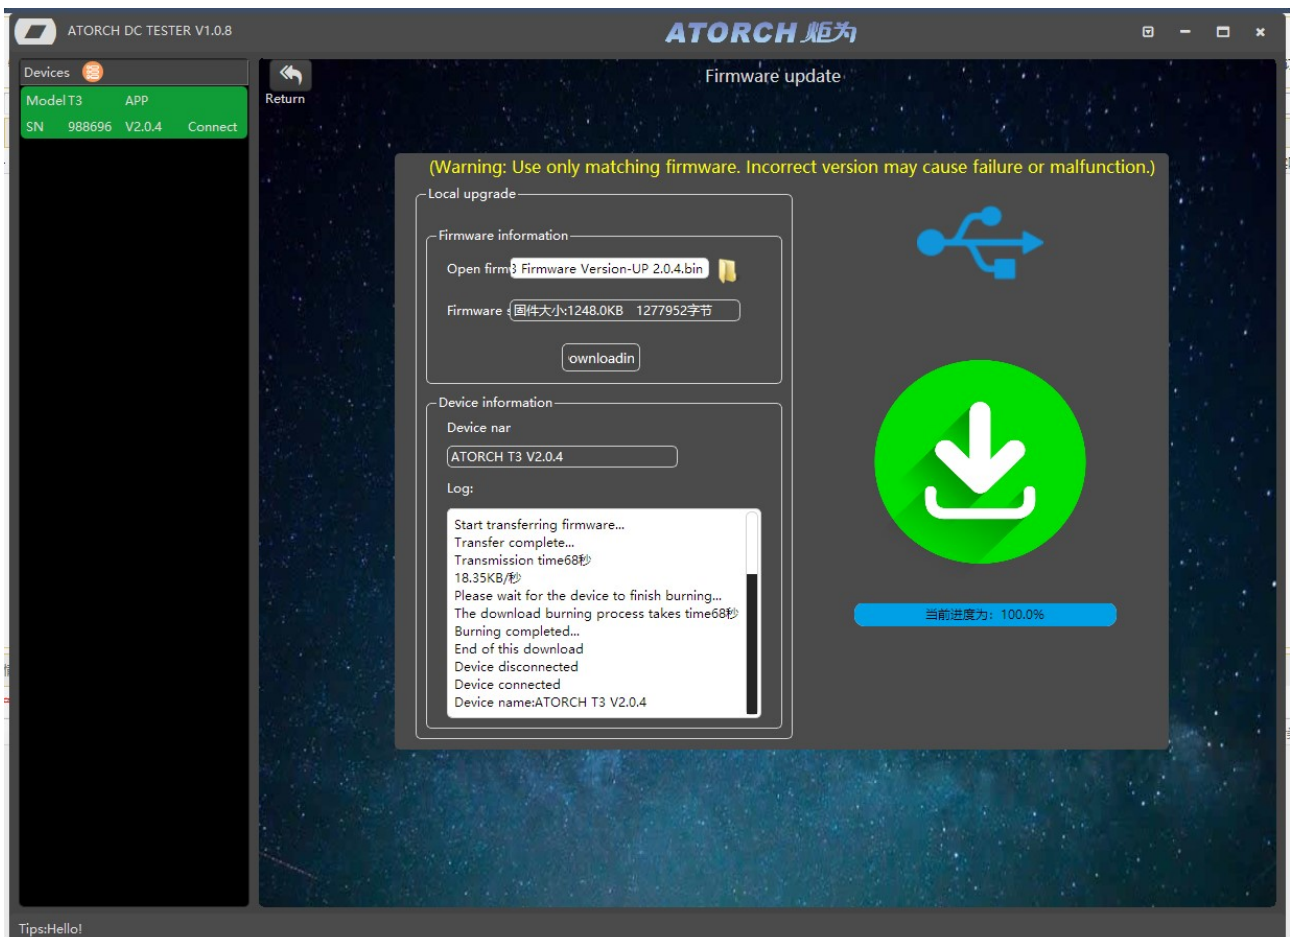 ATORCH DC TESTER V1.0.8
ATORCH 炬为
Devices
Model T3 APP
SN 988696 V2.0.4 Connect
Return
Firmware update
(Warning: Use only matching firmware. Incorrect version may cause failure or malfunction.)
Local upgrade
Firmware information
Open firm 3 Firmware Version-UP 2.0.4.bin
Firmware s 固件大小:1248.0KB 1277952字节
ownloadin
Device information
Device nar
ATORCH T3 V2.0.4
Log:
Start transferring firmware...
Transfer complete...
Transmission time68秒
18.35KB/秒
Please wait for the device to finish burning...
The download burning process takes time68秒
Burning completed...
End of this download
Device disconnected
Device connected
Device name:ATORCH T3 V2.0.4
当前进度为：100.0%
Tips:Hello!